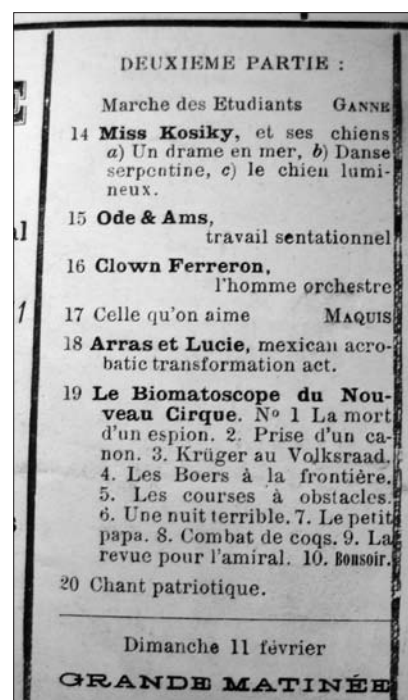 DEUXIEME PARTIE :
Marche des Etudiants GANNE
14 Miss Kosiky, et ses chiens
a) Un drame en mer, b) Danse
serpentine, c) le chien lumi-
neux.
15 Ode & Ams,
travail sentationnel
16 Clown Ferreron,
l'homme orchestre
17 Celle qu'on aime MAQUIS
18 Arras et Lucie, mexican acro-
batic transformation act.
19 Le Biomatoscope du Nou-
veau Cirque. Nº 1 La mort
d'un espion. 2. Prise d'un ca-
non. 3. Krüger au Volksraad.
4. Les Boers à la frontière.
5. Les courses à obstacles.
6. Une nuit terrible. 7. Le petit
papa. 8. Combat de coqs. 9. La
revue pour l'amiral. 10. Bonsoir.
20 Chant patriotique.
Dimanche 11 février
GRANDE MATINÉE